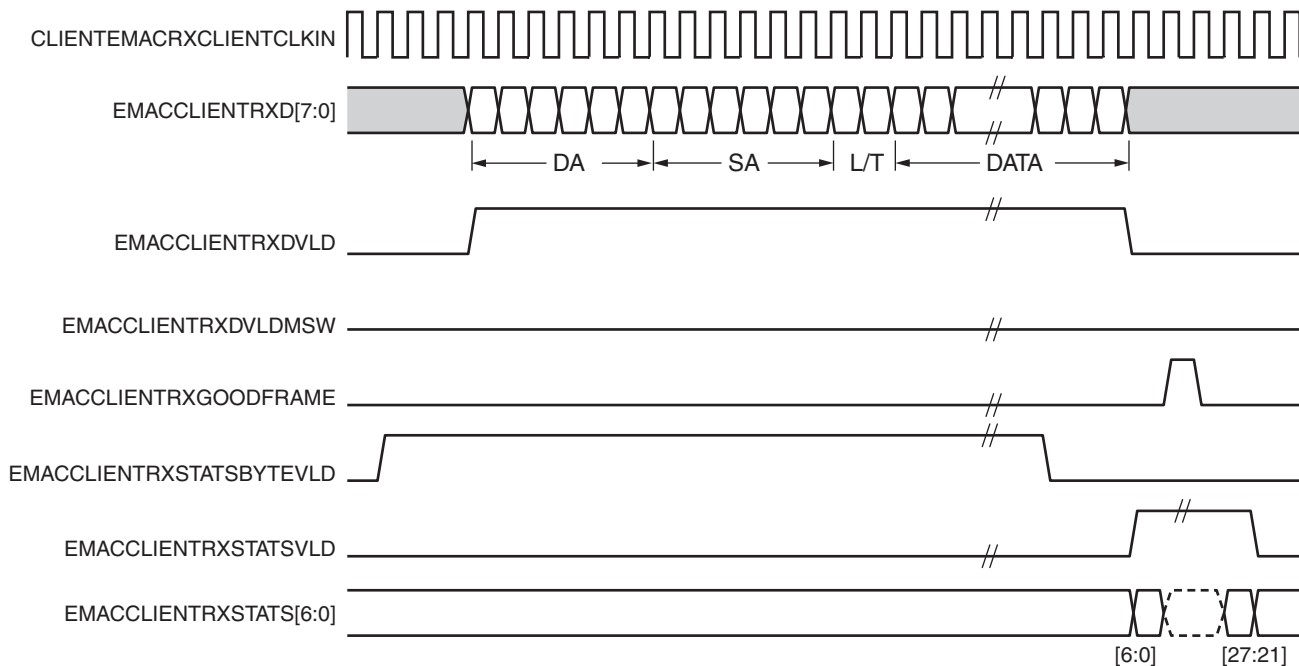 CLIENTEMACRXCLIENTCLKIN
EMACCLIENTRXD[7:0]
DA SA L/T DATA
EMACCLIENTRXDVLD
EMACCLIENTRXDVLDMSW
EMACCLIENTRXGOODFRAME
EMACCLIENTRXSTATSBYTEVLD
EMACCLIENTRXSTATSVLD
EMACCLIENTRXSTATS[6:0]
[6:0] [27:21]